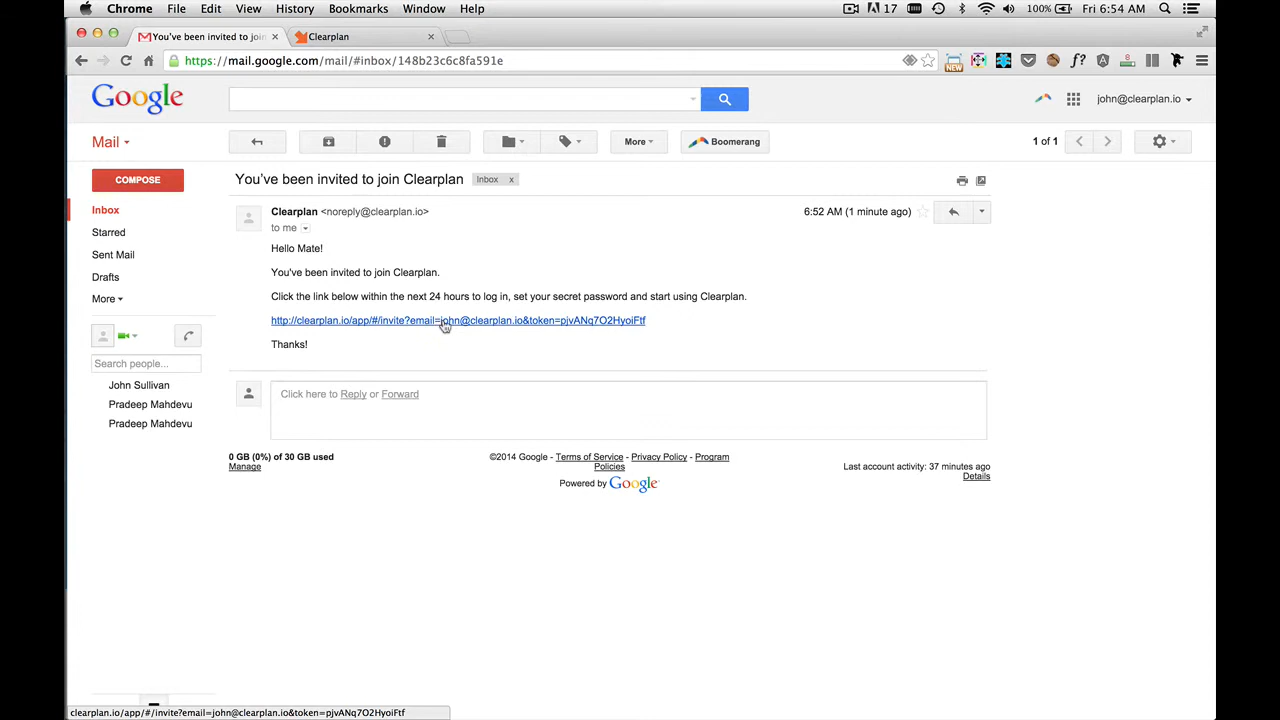 Chrome File Edit View History Bookmarks Window Help 17 100% Fri 6:54 AM
You've been invited to join × Clearplan ×
https://mail.google.com/mail/#inbox/148b23c6c8fa591e NEW f? 8
Google john@clearplan.io
Mail More Boomerang 1 of 1
COMPOSE You've been invited to join Clearplan Inbox x
Inbox Clearplan <noreply@clearplan.io> 6:52 AM (1 minute ago)
Starred to me
Sent Mail Hello Mate!
Drafts You've been invited to join Clearplan.
More Click the link below within the next 24 hours to log in, set your secret password and start using Clearplan.
http://clearplan.io/app/#/invite?email=john@clearplan.io&token=pjvANq7O2HyoiFtf
Thanks!
Search people...
John Sullivan Click here to Reply or Forward
Pradeep Mahdevu
Pradeep Mahdevu
0 GB (0%) of 30 GB used ©2014 Google - Terms of Service - Privacy Policy - Program
Manage Policies Last account activity: 37 minutes ago
Powered by Google Details
clearplan.io/app/#/invite?email=john@clearplan.io&token=pjvANq7O2HyoiFtf